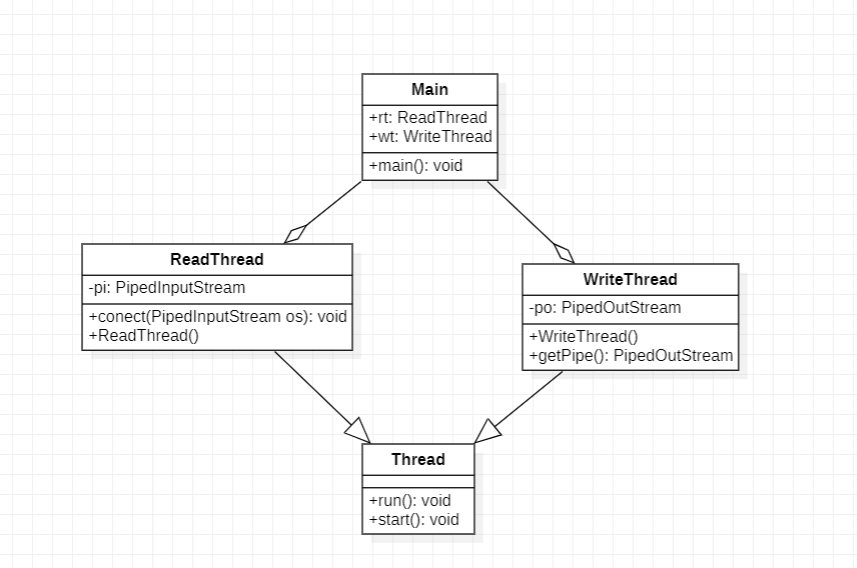 Main
+rt: ReadThread
+wt: WriteThread
+main(): void
ReadThread
-pi: PipedInputStream
+conect(PipedInputStream os): void
+ReadThread()
WriteThread
-po: PipedOutStream
+WriteThread()
+getPipe(): PipedOutStream
Thread
+run(): void
+start(): void